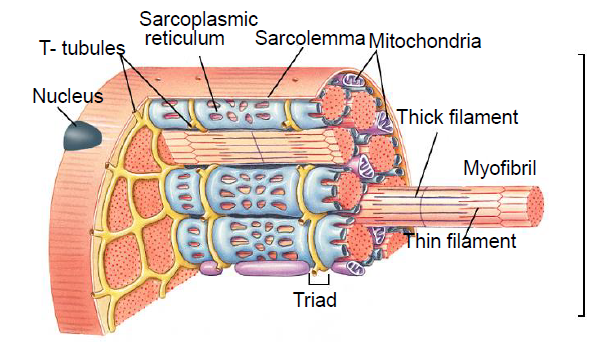 Sarcoplasmic
reticulum
T- tubules
Sarcolemma
Mitochondria
Nucleus
Thick filament
Myofibril
Thin filament
Triad